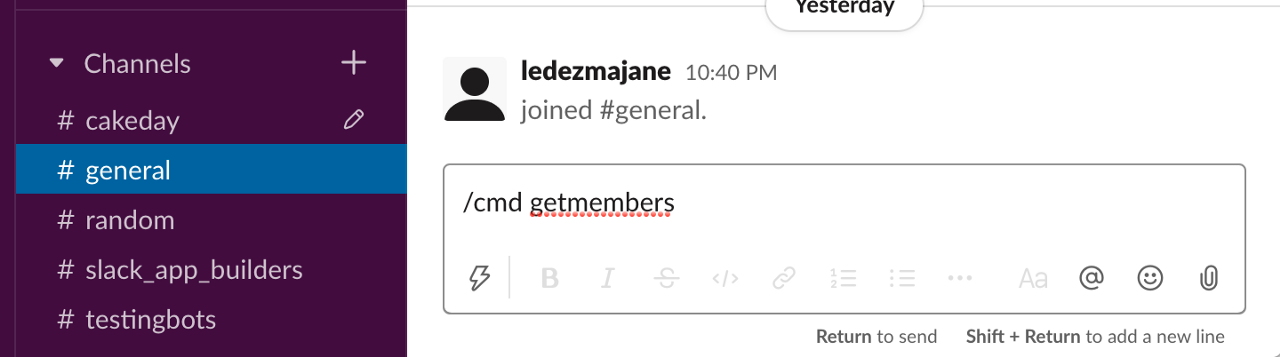 Yesterday
Channels
# cakeday
# general
# random
# slack_app_builders
# testingbots
ledezmajane 10:40 PM
joined #general.
/cmd getmembers
B I S </> Aa @
Return to send Shift + Return to add a new line